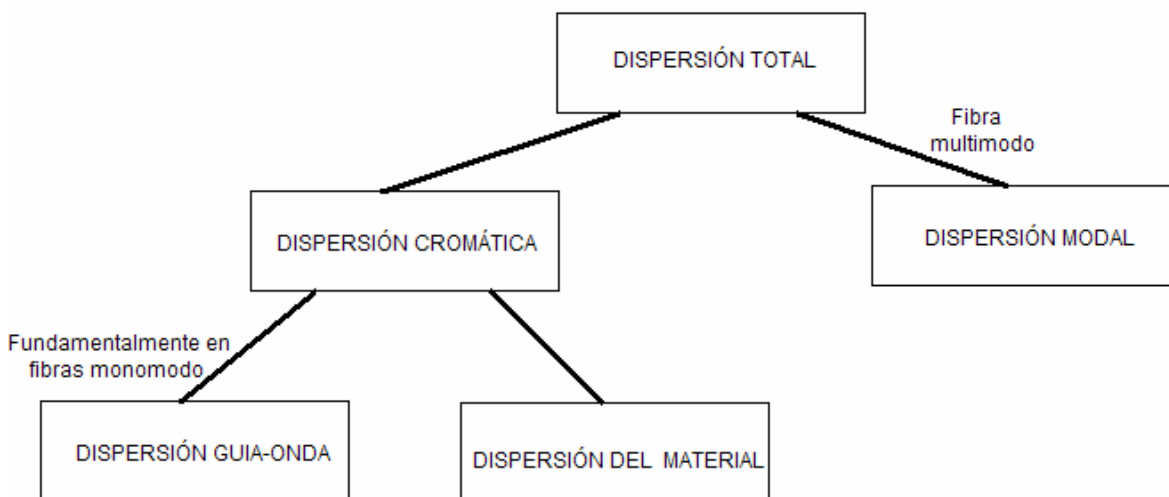 DISPERSIÓN TOTAL
Fibra
multimodo
DISPERSIÓN CROMÁTICA
DISPERSIÓN MODAL
Fundamentalmente en
fibras monomodo
DISPERSIÓN GUIA-ONDA
DISPERSIÓN DEL MATERIAL